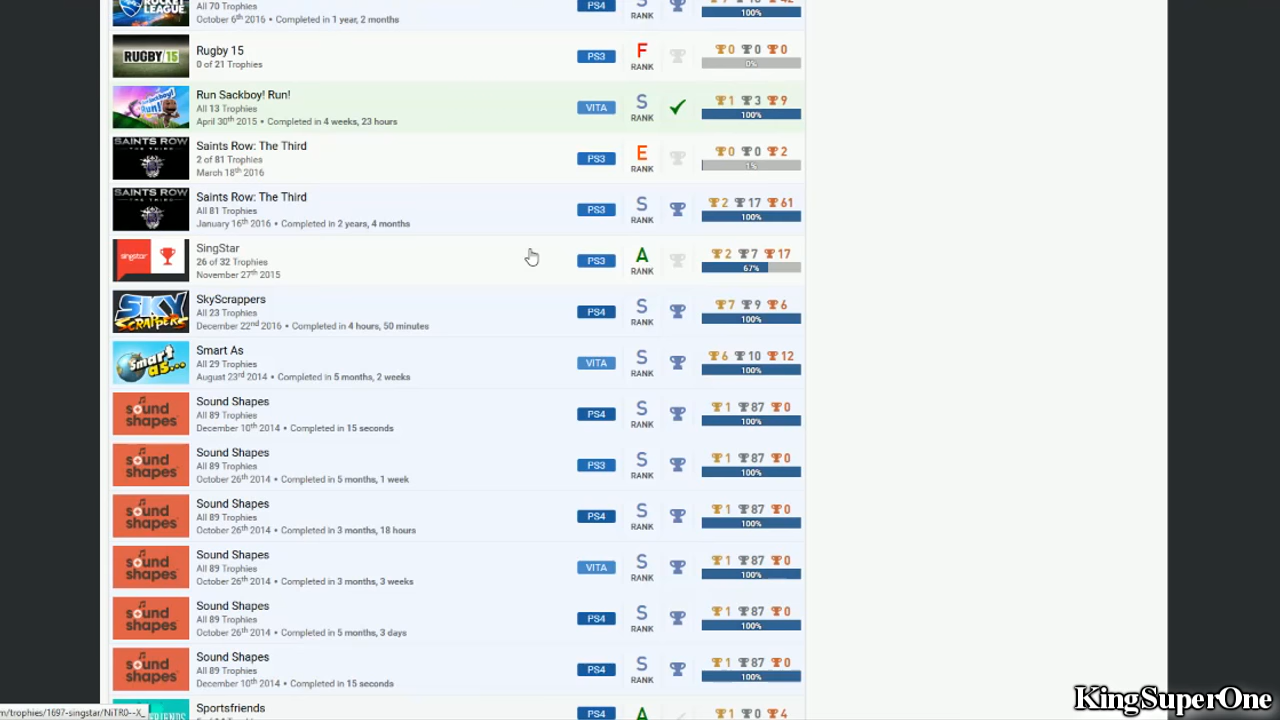 ROCKET LEAGUE
All 70 Trophies
October 6th 2016 • Completed in 1 year, 2 months
PS4
S
RANK
100%
RUGBY 15
Rugby 15
0 of 21 Trophies
PS3
F
RANK
0 0 0
0%
Run Sackboy! Run!
All 13 Trophies
April 30th 2015 • Completed in 4 weeks, 23 hours
VITA
S
RANK
1 3 9
100%
SAINTS ROW
THE THIRD
Saints Row: The Third
2 of 81 Trophies
March 18th 2016
PS3
E
RANK
0 0 2
1%
SAINTS ROW
THE THIRD
Saints Row: The Third
All 81 Trophies
January 16th 2016 • Completed in 2 years, 4 months
PS3
S
RANK
2 17 61
100%
singstar
SingStar
26 of 32 Trophies
November 27th 2015
PS3
A
RANK
2 7 17
67%
SKY
SCRAPPERS
SkyScrappers
All 23 Trophies
December 22nd 2016 • Completed in 4 hours, 50 minutes
PS4
S
RANK
7 9 6
100%
smart
as...
Smart As
All 29 Trophies
August 23rd 2014 • Completed in 5 months, 2 weeks
VITA
S
RANK
6 10 12
100%
sound
shapes
Sound Shapes
All 89 Trophies
December 10th 2014 • Completed in 15 seconds
PS4
S
RANK
1 87 0
100%
sound
shapes
Sound Shapes
All 89 Trophies
October 26th 2014 • Completed in 5 months, 1 week
PS3
S
RANK
1 87 0
100%
sound
shapes
Sound Shapes
All 89 Trophies
October 26th 2014 • Completed in 3 months, 18 hours
PS4
S
RANK
1 87 0
100%
sound
shapes
Sound Shapes
All 89 Trophies
October 26th 2014 • Completed in 3 months, 3 weeks
VITA
S
RANK
1 87 0
100%
sound
shapes
Sound Shapes
All 89 Trophies
October 26th 2014 • Completed in 5 months, 3 days
PS4
S
RANK
1 87 0
100%
sound
shapes
Sound Shapes
All 89 Trophies
December 10th 2014 • Completed in 15 seconds
PS4
S
RANK
1 87 0
100%
Sportsfriends
PS4
A
1 0 4
m/trophies/1697-singstar/NiTR0--X_
KingSuperOne